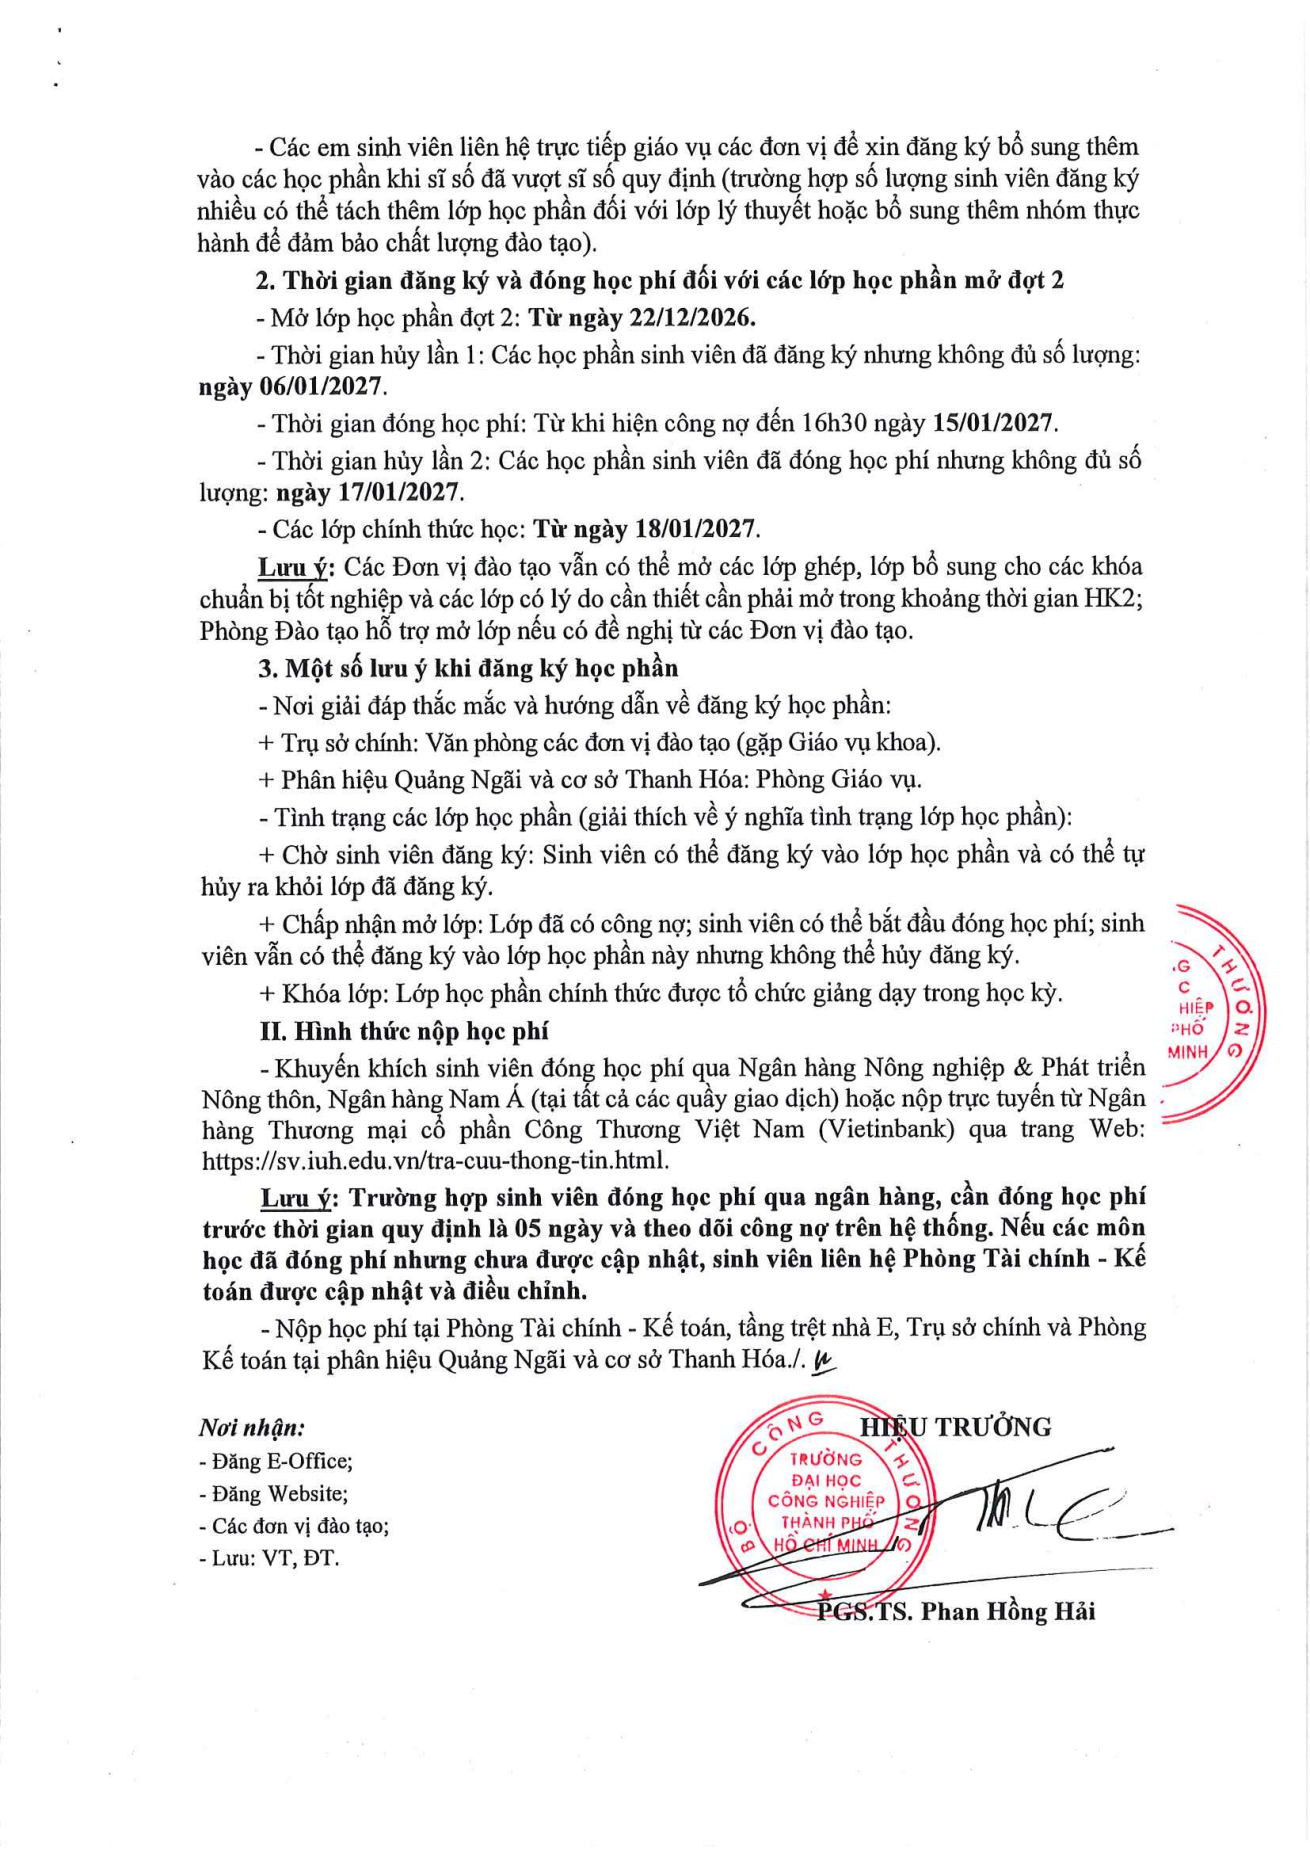 - Các em sinh viên liên hệ trực tiếp giáo vụ các đơn vị để xin đăng ký bổ sung thêm
vào các học phần khi sĩ số đã vượt sĩ số quy định (trường hợp số lượng sinh viên đăng ký
nhiều có thể tách thêm lớp học phần đối với lớp lý thuyết hoặc bổ sung thêm nhóm thực
hành để đảm bảo chất lượng đào tạo).
2. Thời gian đăng ký và đóng học phí đối với các lớp học phần mở đợt 2
- Mở lớp học phần đợt 2: Từ ngày 22/12/2026.
- Thời gian hủy lần 1: Các học phần sinh viên đã đăng ký nhưng không đủ số lượng:
ngày 06/01/2027.
- Thời gian đóng học phí: Từ khi hiện công nợ đến 16h30 ngày 15/01/2027.
- Thời gian hủy lần 2: Các học phần sinh viên đã đóng học phí nhưng không đủ số
lượng: ngày 17/01/2027.
- Các lớp chính thức học: Từ ngày 18/01/2027.
Lưu ý: Các Đơn vị đào tạo vẫn có thể mở các lớp ghép, lớp bổ sung cho các khóa
chuẩn bị tốt nghiệp và các lớp có lý do cần thiết cần phải mở trong khoảng thời gian HK2;
Phòng Đào tạo hỗ trợ mở lớp nếu có đề nghị từ các Đơn vị đào tạo.
3. Một số lưu ý khi đăng ký học phần
- Nơi giải đáp thắc mắc và hướng dẫn về đăng ký học phần:
+ Trụ sở chính: Văn phòng các đơn vị đào tạo (gặp Giáo vụ khoa).
+ Phân hiệu Quảng Ngãi và cơ sở Thanh Hóa: Phòng Giáo vụ.
- Tình trạng các lớp học phần (giải thích về ý nghĩa tình trạng lớp học phần):
+ Chờ sinh viên đăng ký: Sinh viên có thể đăng ký vào lớp học phần và có thể tự
hủy ra khỏi lớp đã đăng ký.
+ Chấp nhận mở lớp: Lớp đã có công nợ; sinh viên có thể bắt đầu đóng học phí; sinh
viên vẫn có thể đăng ký vào lớp học phần này nhưng không thể hủy đăng ký.
+ Khóa lớp: Lớp học phần chính thức được tổ chức giảng dạy trong học kỳ.
THƯƠNG
G
C
HIỆP
PHỐ
MINH
II. Hình thức nộp học phí
- Khuyến khích sinh viên đóng học phí qua Ngân hàng Nông nghiệp & Phát triển
Nông thôn, Ngân hàng Nam Á (tại tất cả các quầy giao dịch) hoặc nộp trực tuyến từ Ngân
hàng Thương mại cổ phần Công Thương Việt Nam (Vietinbank) qua trang Web:
https://sv.iuh.edu.vn/tra-cuu-thong-tin.html.
Lưu ý: Trường hợp sinh viên đóng học phí qua ngân hàng, cần đóng học phí
trước thời gian quy định là 05 ngày và theo dõi công nợ trên hệ thống. Nếu các môn
học đã đóng phí nhưng chưa được cập nhật, sinh viên liên hệ Phòng Tài chính - Kế
toán được cập nhật và điều chỉnh.
- Nộp học phí tại Phòng Tài chính - Kế toán, tầng trệt nhà E, Trụ sở chính và Phòng
Kế toán tại phân hiệu Quảng Ngãi và cơ sở Thanh Hóa./.
Nơi nhận:
- Đăng E-Office;
- Đăng Website;
- Các đơn vị đào tạo;
- Lưu: VT, ĐT.
HIỆU TRƯỞNG
BỘ CÔNG THƯƠNG
TRƯỜNG
ĐẠI HỌC
CÔNG NGHIỆP
THÀNH PHỐ
HỒ CHÍ MINH
PGS.TS. Phan Hồng Hải